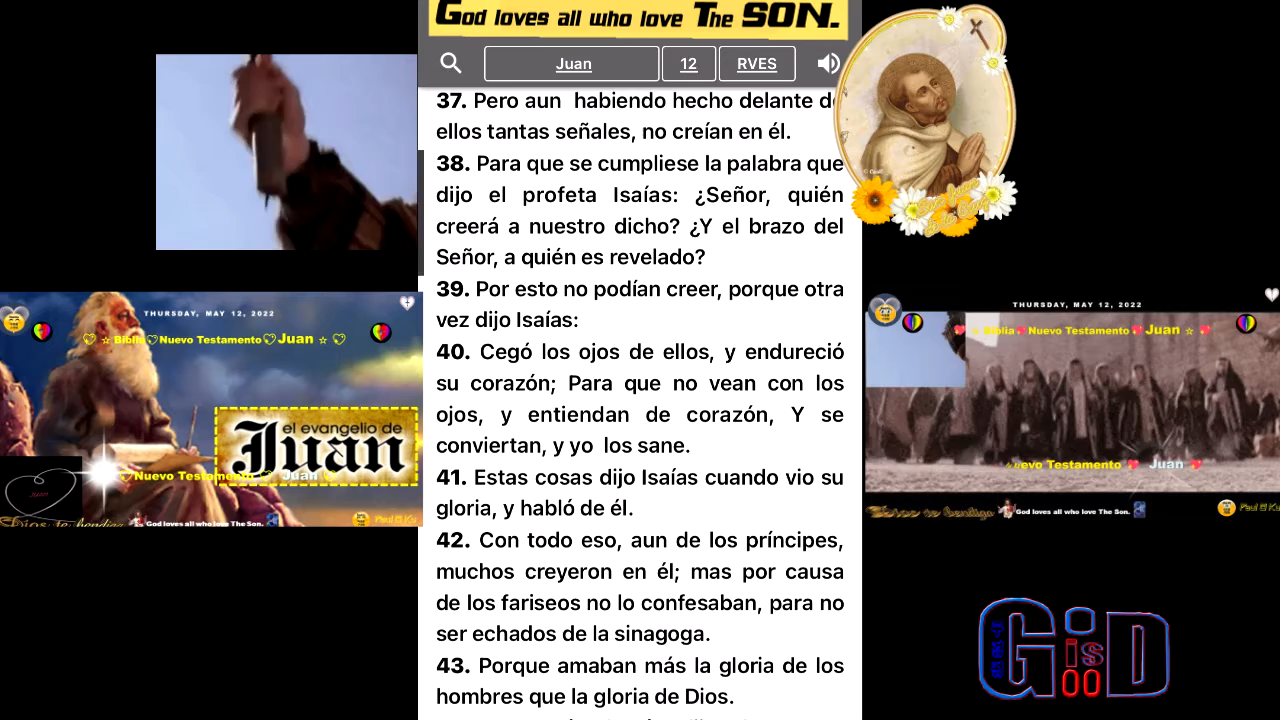 God loves all who love The SON.
Juan 12 RVES
37. Pero aun habiendo hecho delante de
ellos tantas señales, no creían en él.
38. Para que se cumpliese la palabra que
dijo el profeta Isaías: ¿Señor, quién
creerá a nuestro dicho? ¿Y el brazo del
Señor, a quién es revelado?
39. Por esto no podían creer, porque otra
vez dijo Isaías:
40. Cegó los ojos de ellos, y endureció
su corazón; Para que no vean con los
ojos, y entiendan de corazón, Y se
conviertan, y yo los sane.
41. Estas cosas dijo Isaías cuando vio su
gloria, y habló de él.
42. Con todo eso, aun de los príncipes,
muchos creyeron en él; mas por causa
de los fariseos no lo confesaban, para no
ser echados de la sinagoga.
43. Porque amaban más la gloria de los
hombres que la gloria de Dios.
THURSDAY, MAY 12, 2022
Biblia Nuevo Testamento Juan
el evangelio de
Juan
Nuevo Testamento Juan
Juan
Dios te bendiga
God loves all who love The Son.
THURSDAY, MAY 12, 2022
Biblia Nuevo Testamento Juan
evo Testamento Juan
God loves all who love The Son.
G is D